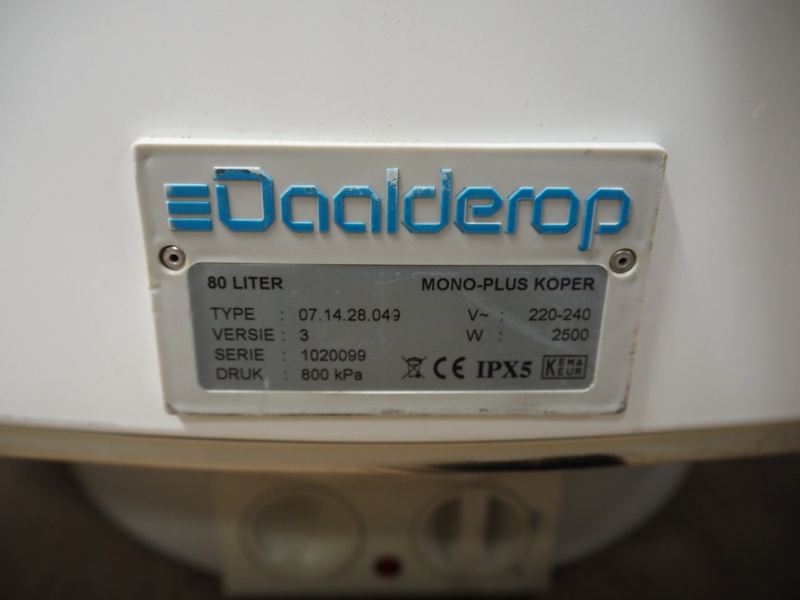 Daalderop
80 LITER MONO-PLUS KOPER
TYPE : 07.14.28.049 V~ : 220-240
VERSIE : 3 W : 2500
SERIE : 1020099
DRUK : 800 kPa CE IPX5 KEMA KEUR